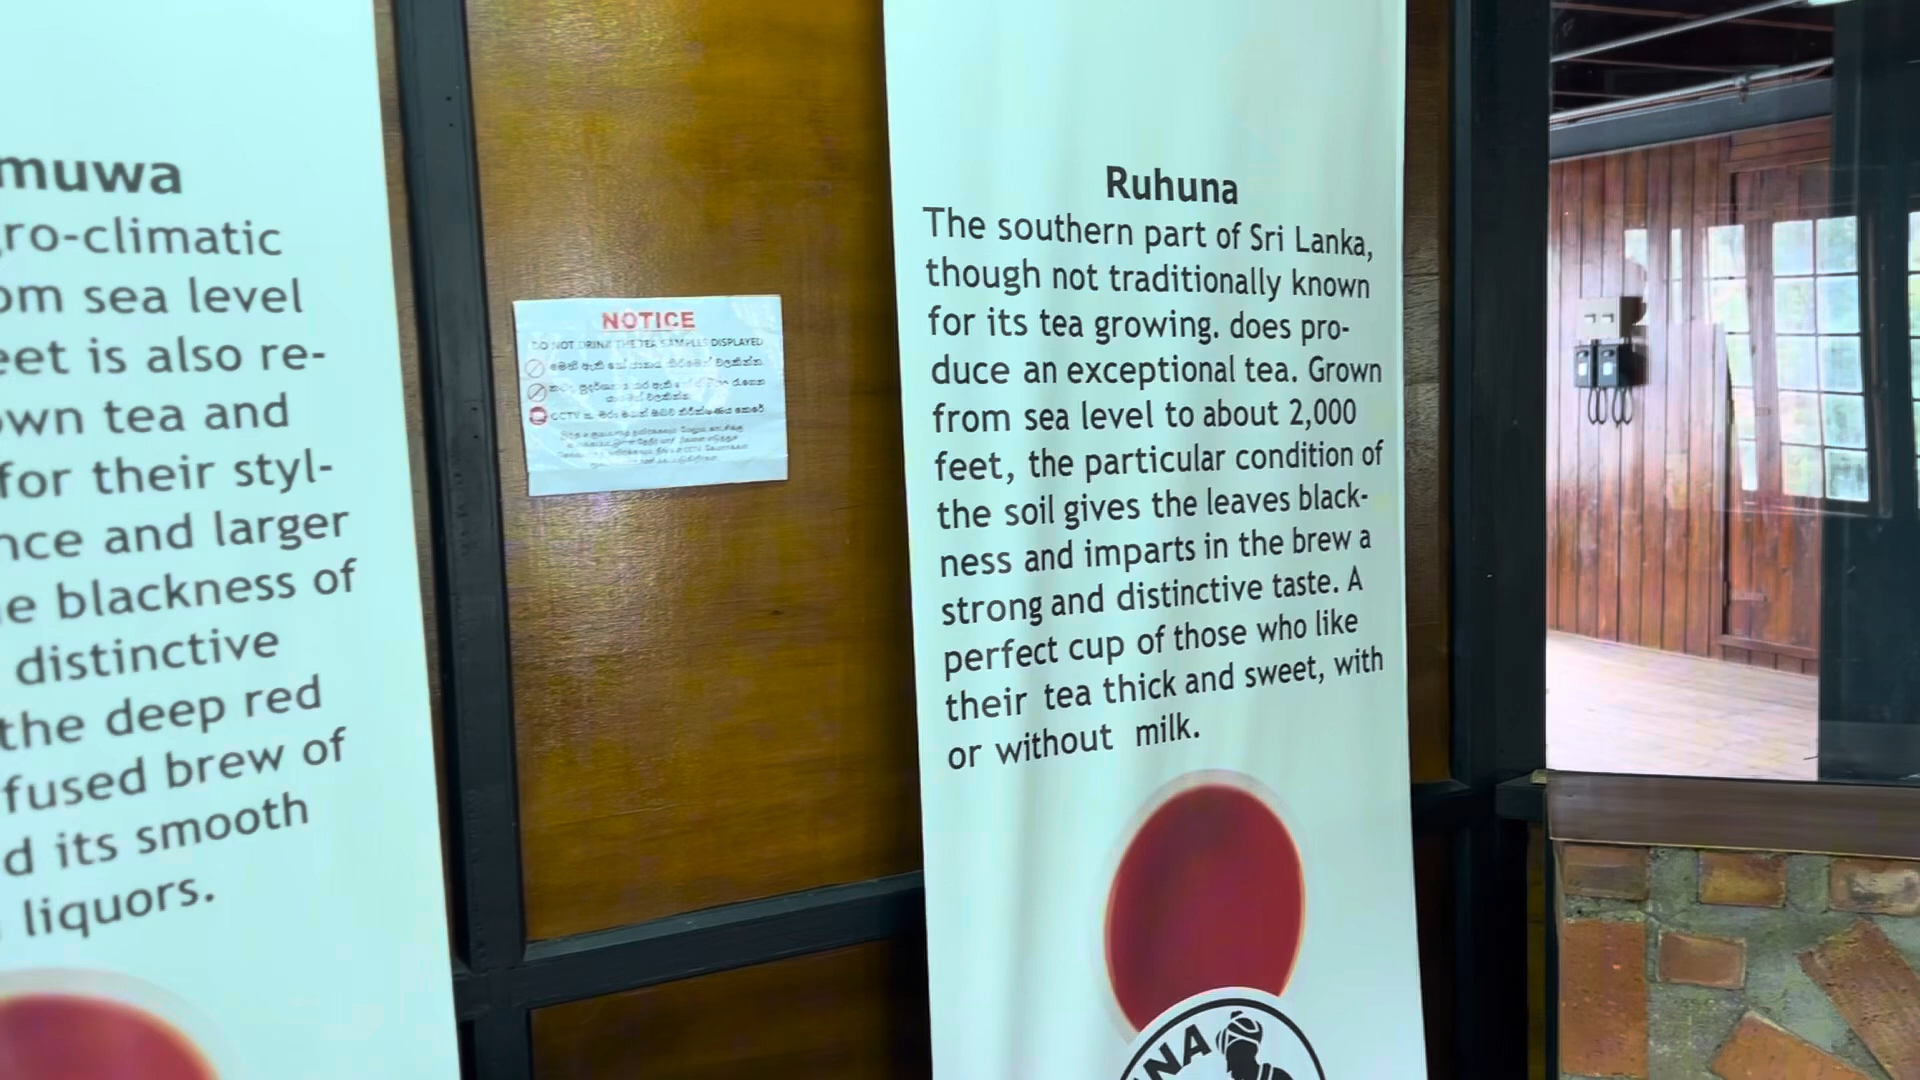 muwa
ro-climatic
om sea level
eet is also re-
own tea and
for their styl-
nce and larger
e blackness of
distinctive
the deep red
fused brew of
d its smooth
liquors.
NOTICE
DO NOT DRINK THE TEA SAMPLES DISPLAYED
CCTV
Ruhuna
The southern part of Sri Lanka,
though not traditionally known
for its tea growing. does pro-
duce an exceptional tea. Grown
from sea level to about 2,000
feet, the particular condition of
the soil gives the leaves black-
ness and imparts in the brew a
strong and distinctive taste. A
perfect cup of those who like
their tea thick and sweet, with
or without milk.
NA